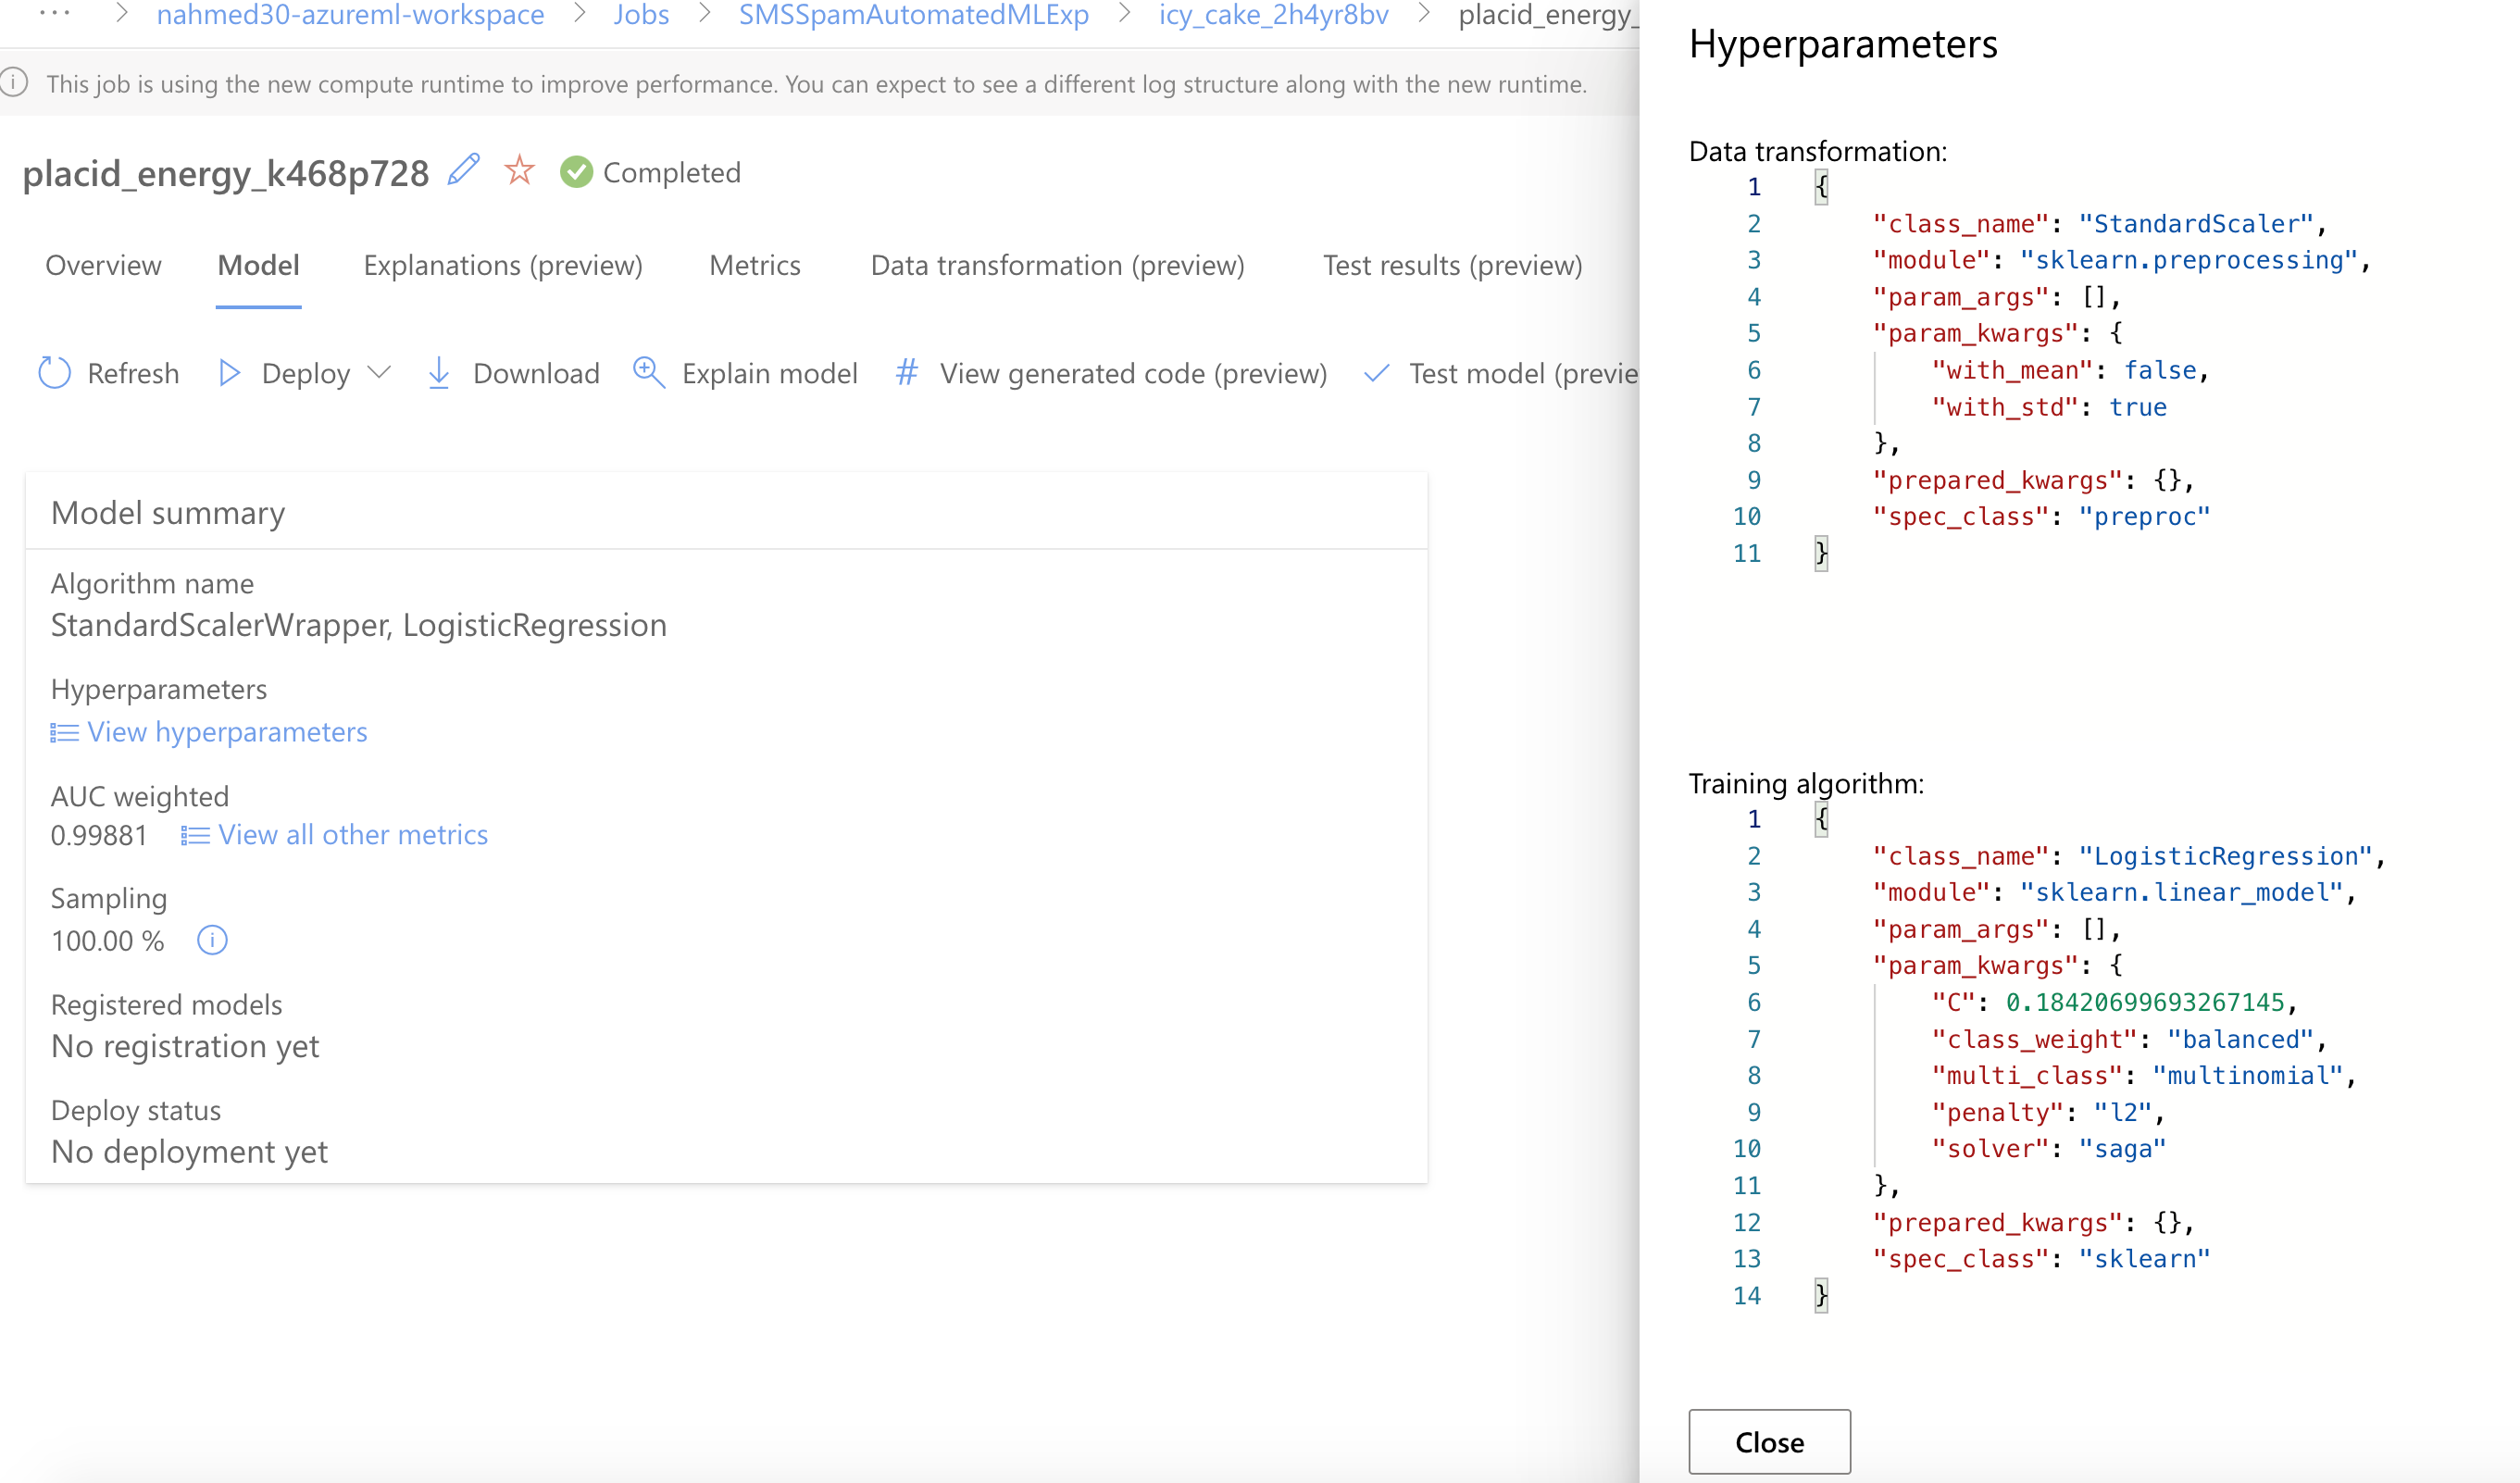 ··· > nahmed30-azureml-workspace > Jobs > SMSSpamAutomatedMLExp > icy_cake_2h4yr8bv > placid_energy_
This job is using the new compute runtime to improve performance. You can expect to see a different log structure along with the new runtime.
placid_energy_k468p728 Completed
Overview Model Explanations (preview) Metrics Data transformation (preview) Test results (preview)
Refresh Deploy Download Explain model # View generated code (preview) Test model (previe
Model summary
Algorithm name
StandardScalerWrapper, LogisticRegression
Hyperparameters
View hyperparameters
AUC weighted
0.99881 View all other metrics
Sampling
100.00 %
Registered models
No registration yet
Deploy status
No deployment yet
Hyperparameters
Data transformation:
1 {
2 "class_name": "StandardScaler",
3 "module": "sklearn.preprocessing",
4 "param_args": [],
5 "param_kwargs": {
6 "with_mean": false,
7 "with_std": true
8 },
9 "prepared_kwargs": {},
10 "spec_class": "preproc"
11 }
Training algorithm:
1 {
2 "class_name": "LogisticRegression",
3 "module": "sklearn.linear_model",
4 "param_args": [],
5 "param_kwargs": {
6 "C": 0.18420699693267145,
7 "class_weight": "balanced",
8 "multi_class": "multinomial",
9 "penalty": "l2",
10 "solver": "saga"
11 },
12 "prepared_kwargs": {},
13 "spec_class": "sklearn"
14 }
Close